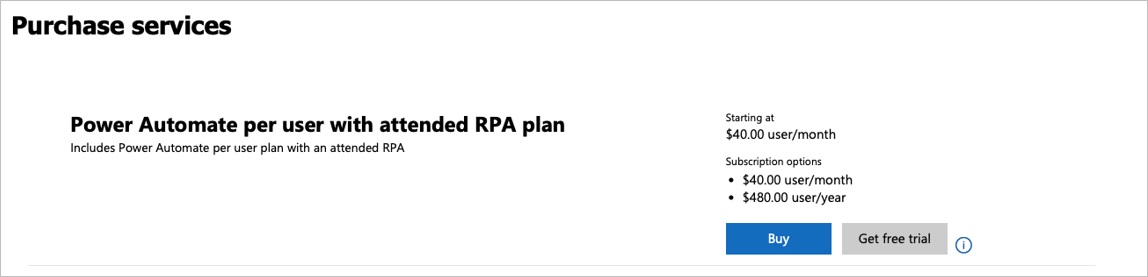 Purchase services
Power Automate per user with attended RPA plan
Includes Power Automate per user plan with an attended RPA
Starting at
$40.00 user/month
Subscription options
• $40.00 user/month
• $480.00 user/year
Buy
Get free trial